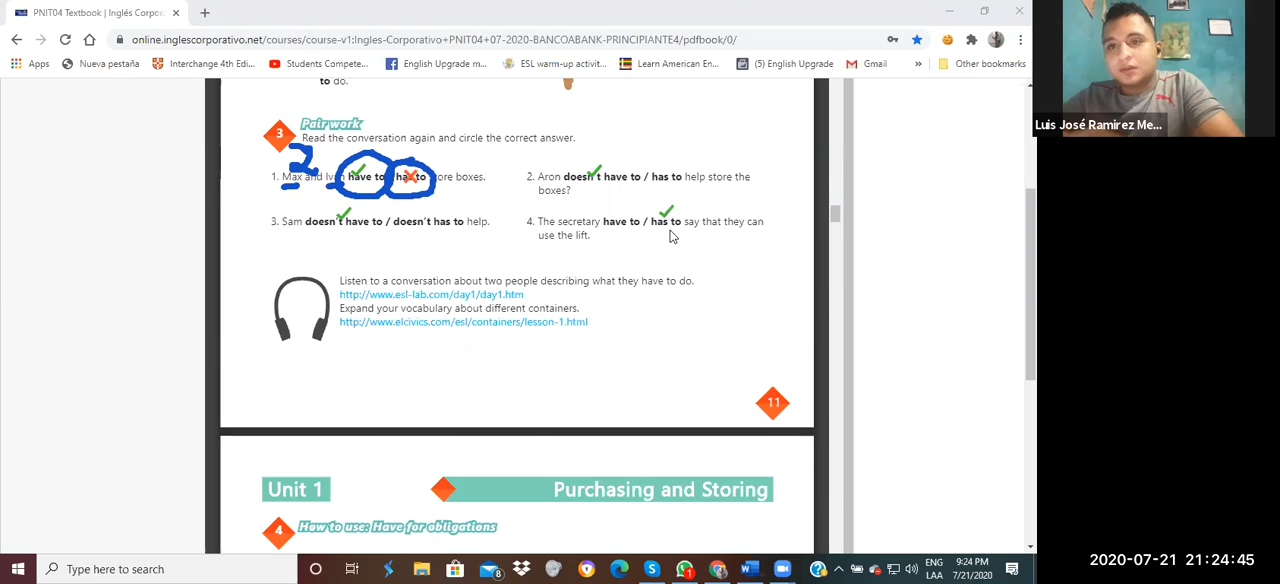 PNIT04 Textbook | Inglés Corpor
online.inglescorporativo.net/courses/course-v1:Ingles-Corporativo+PNIT04+07-2020-BANCOABANK-PRINCIPIANTE4/pdfbook/0/
Apps Nueva pestaña Interchange 4th Edi... Students Compete... English Upgrade m... ESL warm-up activit... Learn American En... (5) English Upgrade Gmail » Other bookmarks
Luis José Ramirez Me...
to do.
3 Pair work
Read the conversation again and circle the correct answer.
2
1. Max and Ivan have to / has to store boxes.
2. Aron doesn't have to / has to help store the
boxes?
3. Sam doesn't have to / doesn't has to help.
4. The secretary have to / has to say that they can
use the lift.
Listen to a conversation about two people describing what they have to do.
http://www.esl-lab.com/day1/day1.htm
Expand your vocabulary about different containers.
http://www.elcivics.com/esl/containers/lesson-1.html
11
Unit 1 Purchasing and Storing
4 How to use: Have for obligations
Type here to search
8
1
ENG
LAA
9:24 PM
7/21/2020
2020-07-21 21:24:45